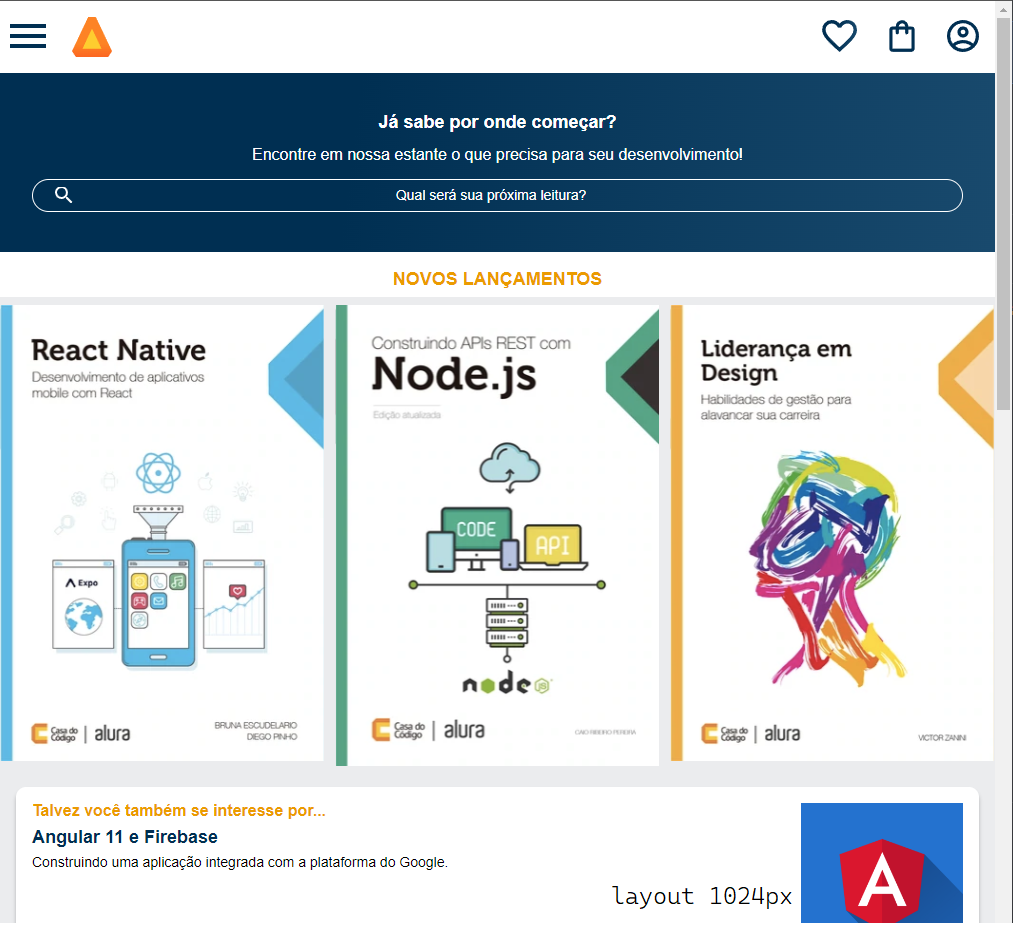 Já sabe por onde começar?
Encontre em nossa estante o que precisa para seu desenvolvimento!
Qual será sua próxima leitura?
NOVOS LANÇAMENTOS
React Native
Desenvolvimento de aplicativos
mobile com React
Expo
Casa do
Código
alura
BRUNA ESCUDELARIO
DIEGO PINHO
Construindo APIs REST com
Node.js
Edição atualizada
CODE
API
node
JS
Casa do
Código
alura
CAIO RIBEIRO PEREIRA
Liderança em
Design
Habilidades de gestão para
alavancar sua carreira
Casa do
Código
alura
VICTOR ZANINI
Talvez você também se interesse por...
Angular 11 e Firebase
Construindo uma aplicação integrada com a plataforma do Google.
layout 1024px
A